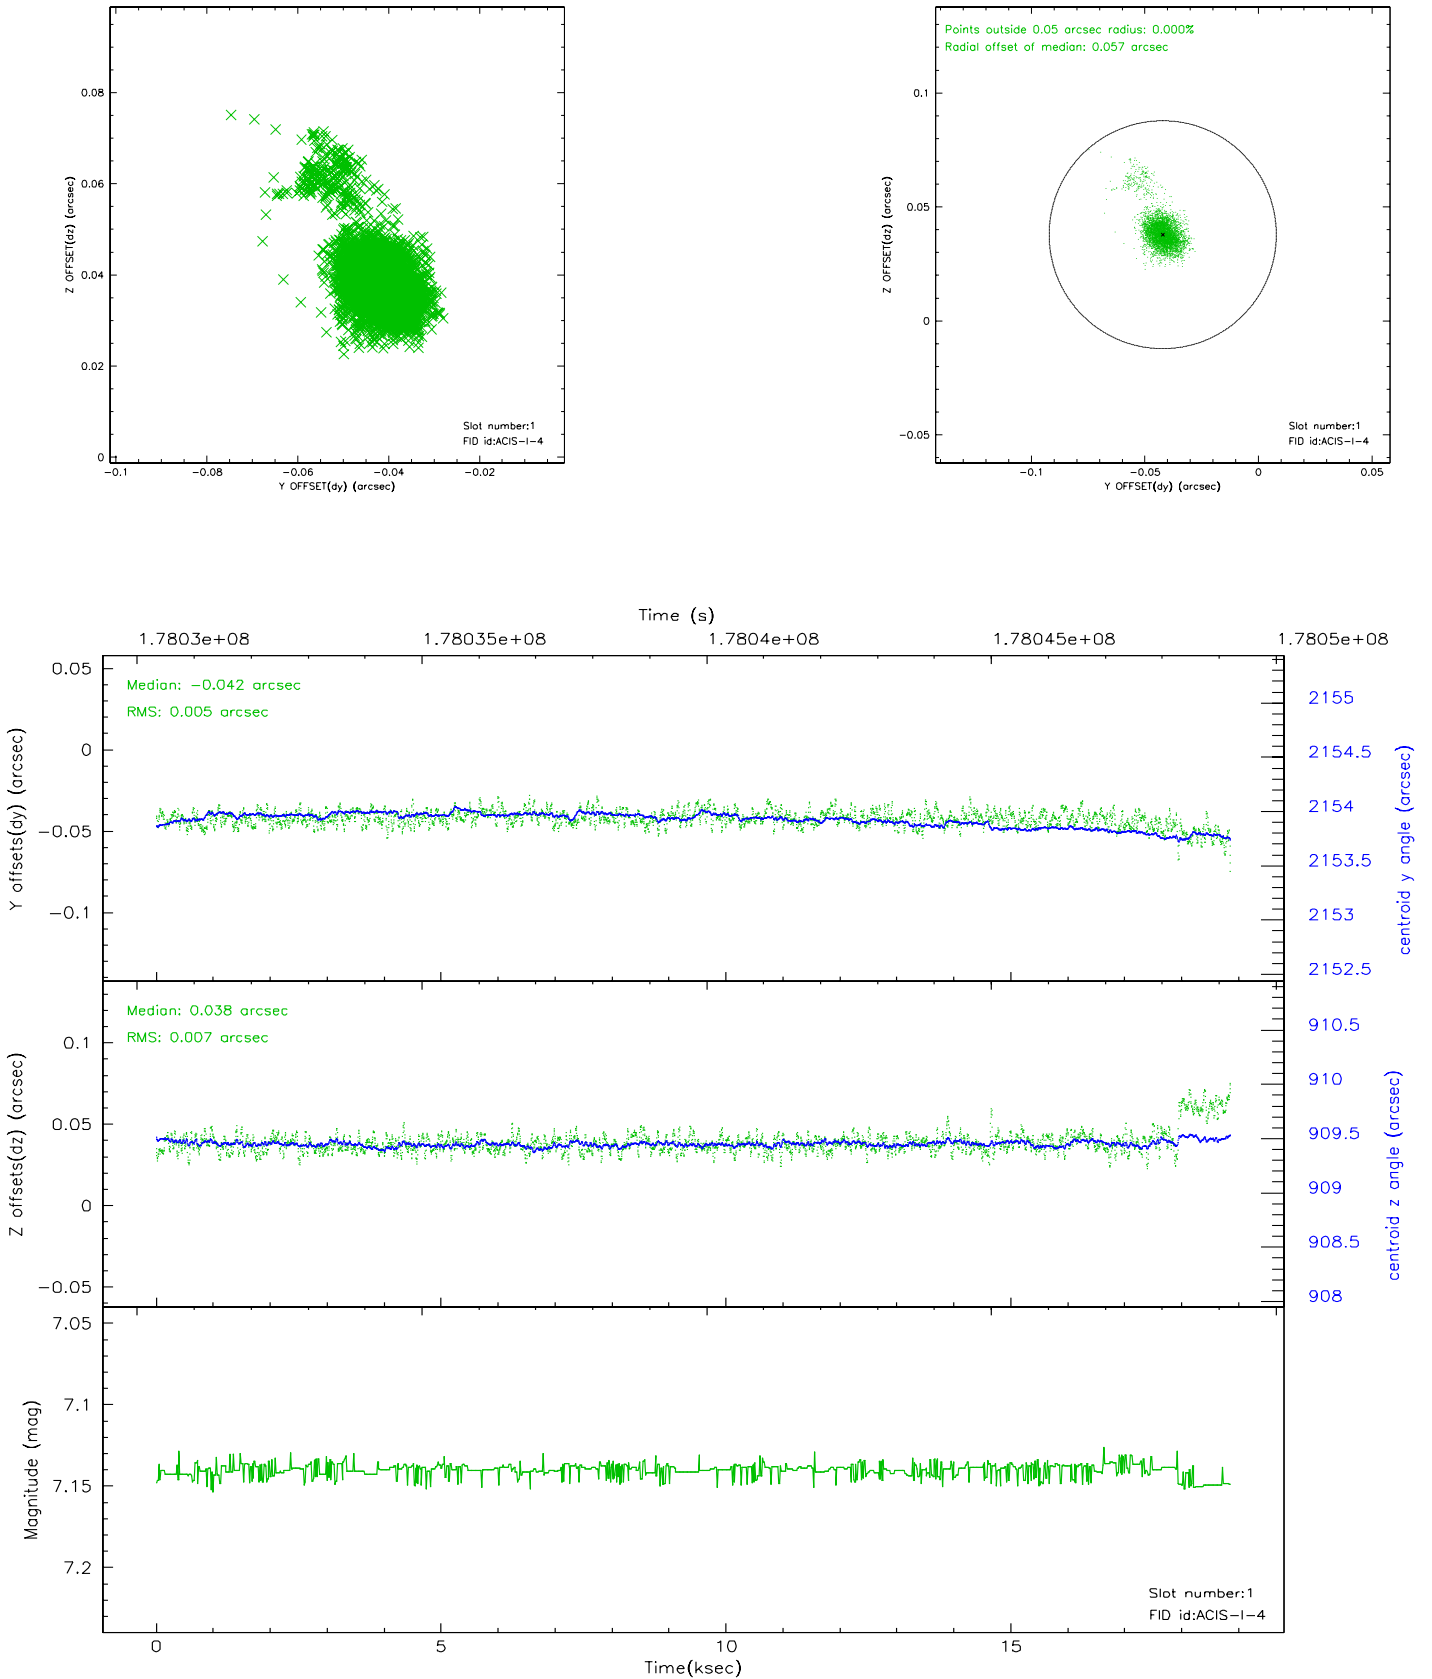 0.08
0.06
0.04
0.02
0
Z OFFSET(dz) (arcsec)
Slot number:1
FID id:ACIS-I-4
-0.1
-0.08
-0.06
-0.04
-0.02
Y OFFSET(dy) (arcsec)
Points outside 0.05 arcsec radius: 0.000%
Radial offset of median: 0.057 arcsec
0.1
0.05
0
-0.05
Z OFFSET(dz) (arcsec)
Slot number:1
FID id:ACIS-I-4
-0.1
-0.05
0
0.05
Y OFFSET(dy) (arcsec)
Time (s)
1.7803e+08
1.78035e+08
1.7804e+08
1.78045e+08
1.7805e+08
Median: -0.042 arcsec
RMS: 0.005 arcsec
0.05
0
-0.05
-0.1
Y offsets(dy) (arcsec)
2155
2154.5
2154
2153.5
2153
2152.5
centroid y angle (arcsec)
Median: 0.038 arcsec
RMS: 0.007 arcsec
0.1
0.05
0
-0.05
Z offsets(dz) (arcsec)
910.5
910
909.5
909
908.5
908
centroid z angle (arcsec)
7.05
7.1
7.15
7.2
Magnitude (mag)
Slot number:1
FID id:ACIS-I-4
0
5
10
15
Time(ksec)